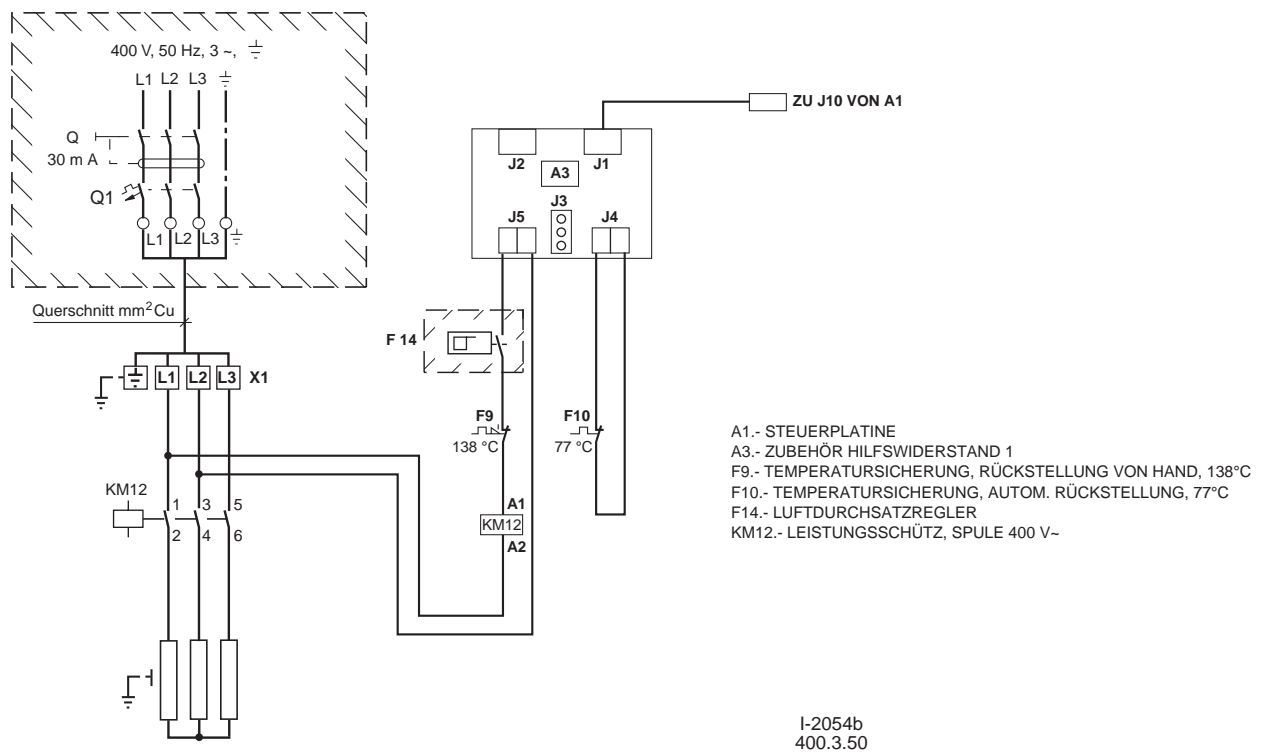 400 V, 50 Hz, 3 ~,
L1 L2 L3
Q
30 m A
Q1
L1 L2 L3
Querschnitt mm2 Cu
L1 L2 L3 X1
KM12
1 3 5
2 4 6
ZU J10 VON A1
J2 J1
A3
J3
J5 J4
F 14
F9
138 °C
F10
77 °C
A1
KM12
A2
A1.- STEUERPLATINE
A3.- ZUBEHÖR HILFSWIDERSTAND 1
F9.- TEMPERATURSICHERUNG, RÜCKSTELLUNG VON HAND, 138°C
F10.- TEMPERATURSICHERUNG, AUTOM. RÜCKSTELLUNG, 77°C
F14.- LUFTDURCHSATZREGLER
KM12.- LEISTUNGSSCHÜTZ, SPULE 400 V~
I-2054b
400.3.50